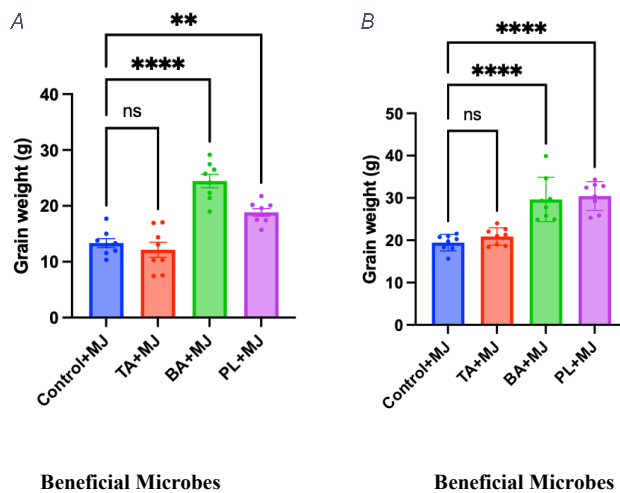 A
**
****
ns
Grain weight (g)
40
30
20
10
0
Control+MJ
TA+MJ
BA+MJ
PL+MJ
Beneficial Microbes
B
****
****
ns
Grain weight (g)
50
40
30
20
10
0
Control+MJ
TA+MJ
BA+MJ
PL+MJ
Beneficial Microbes